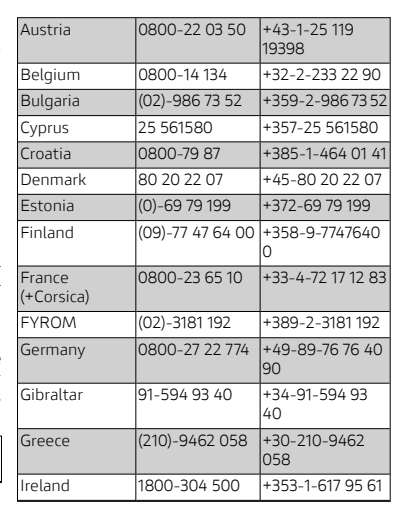 Austria 0800-22 03 50 +43-1-25 119
19398
Belgium 0800-14 134 +32-2-233 22 90
Bulgaria (02)-986 73 52 +359-2-986 73 52
Cyprus 25 561580 +357-25 561580
Croatia 0800-79 87 +385-1-464 01 41
Denmark 80 20 22 07 +45-80 20 22 07
Estonia (0)-69 79 199 +372-69 79 199
Finland (09)-77 47 64 00 +358-9-7747640
0
France 0800-23 65 10 +33-4-72 17 12 83
(+Corsica)
FYROM (02)-3181 192 +389-2-3181 192
Germany 0800-27 22 774 +49-89-76 76 40
90
Gibraltar 91-594 93 40 +34-91-594 93
40
Greece (210)-9462 058 +30-210-9462
058
Ireland 1800-304 500 +353-1-617 95 61